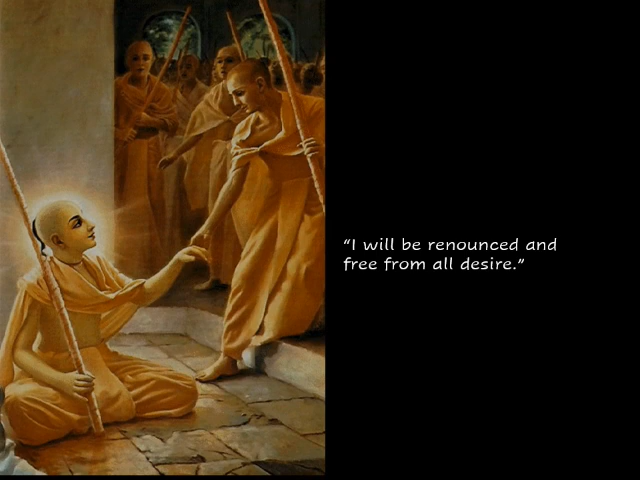 “I will be renounced and
free from all desire.”